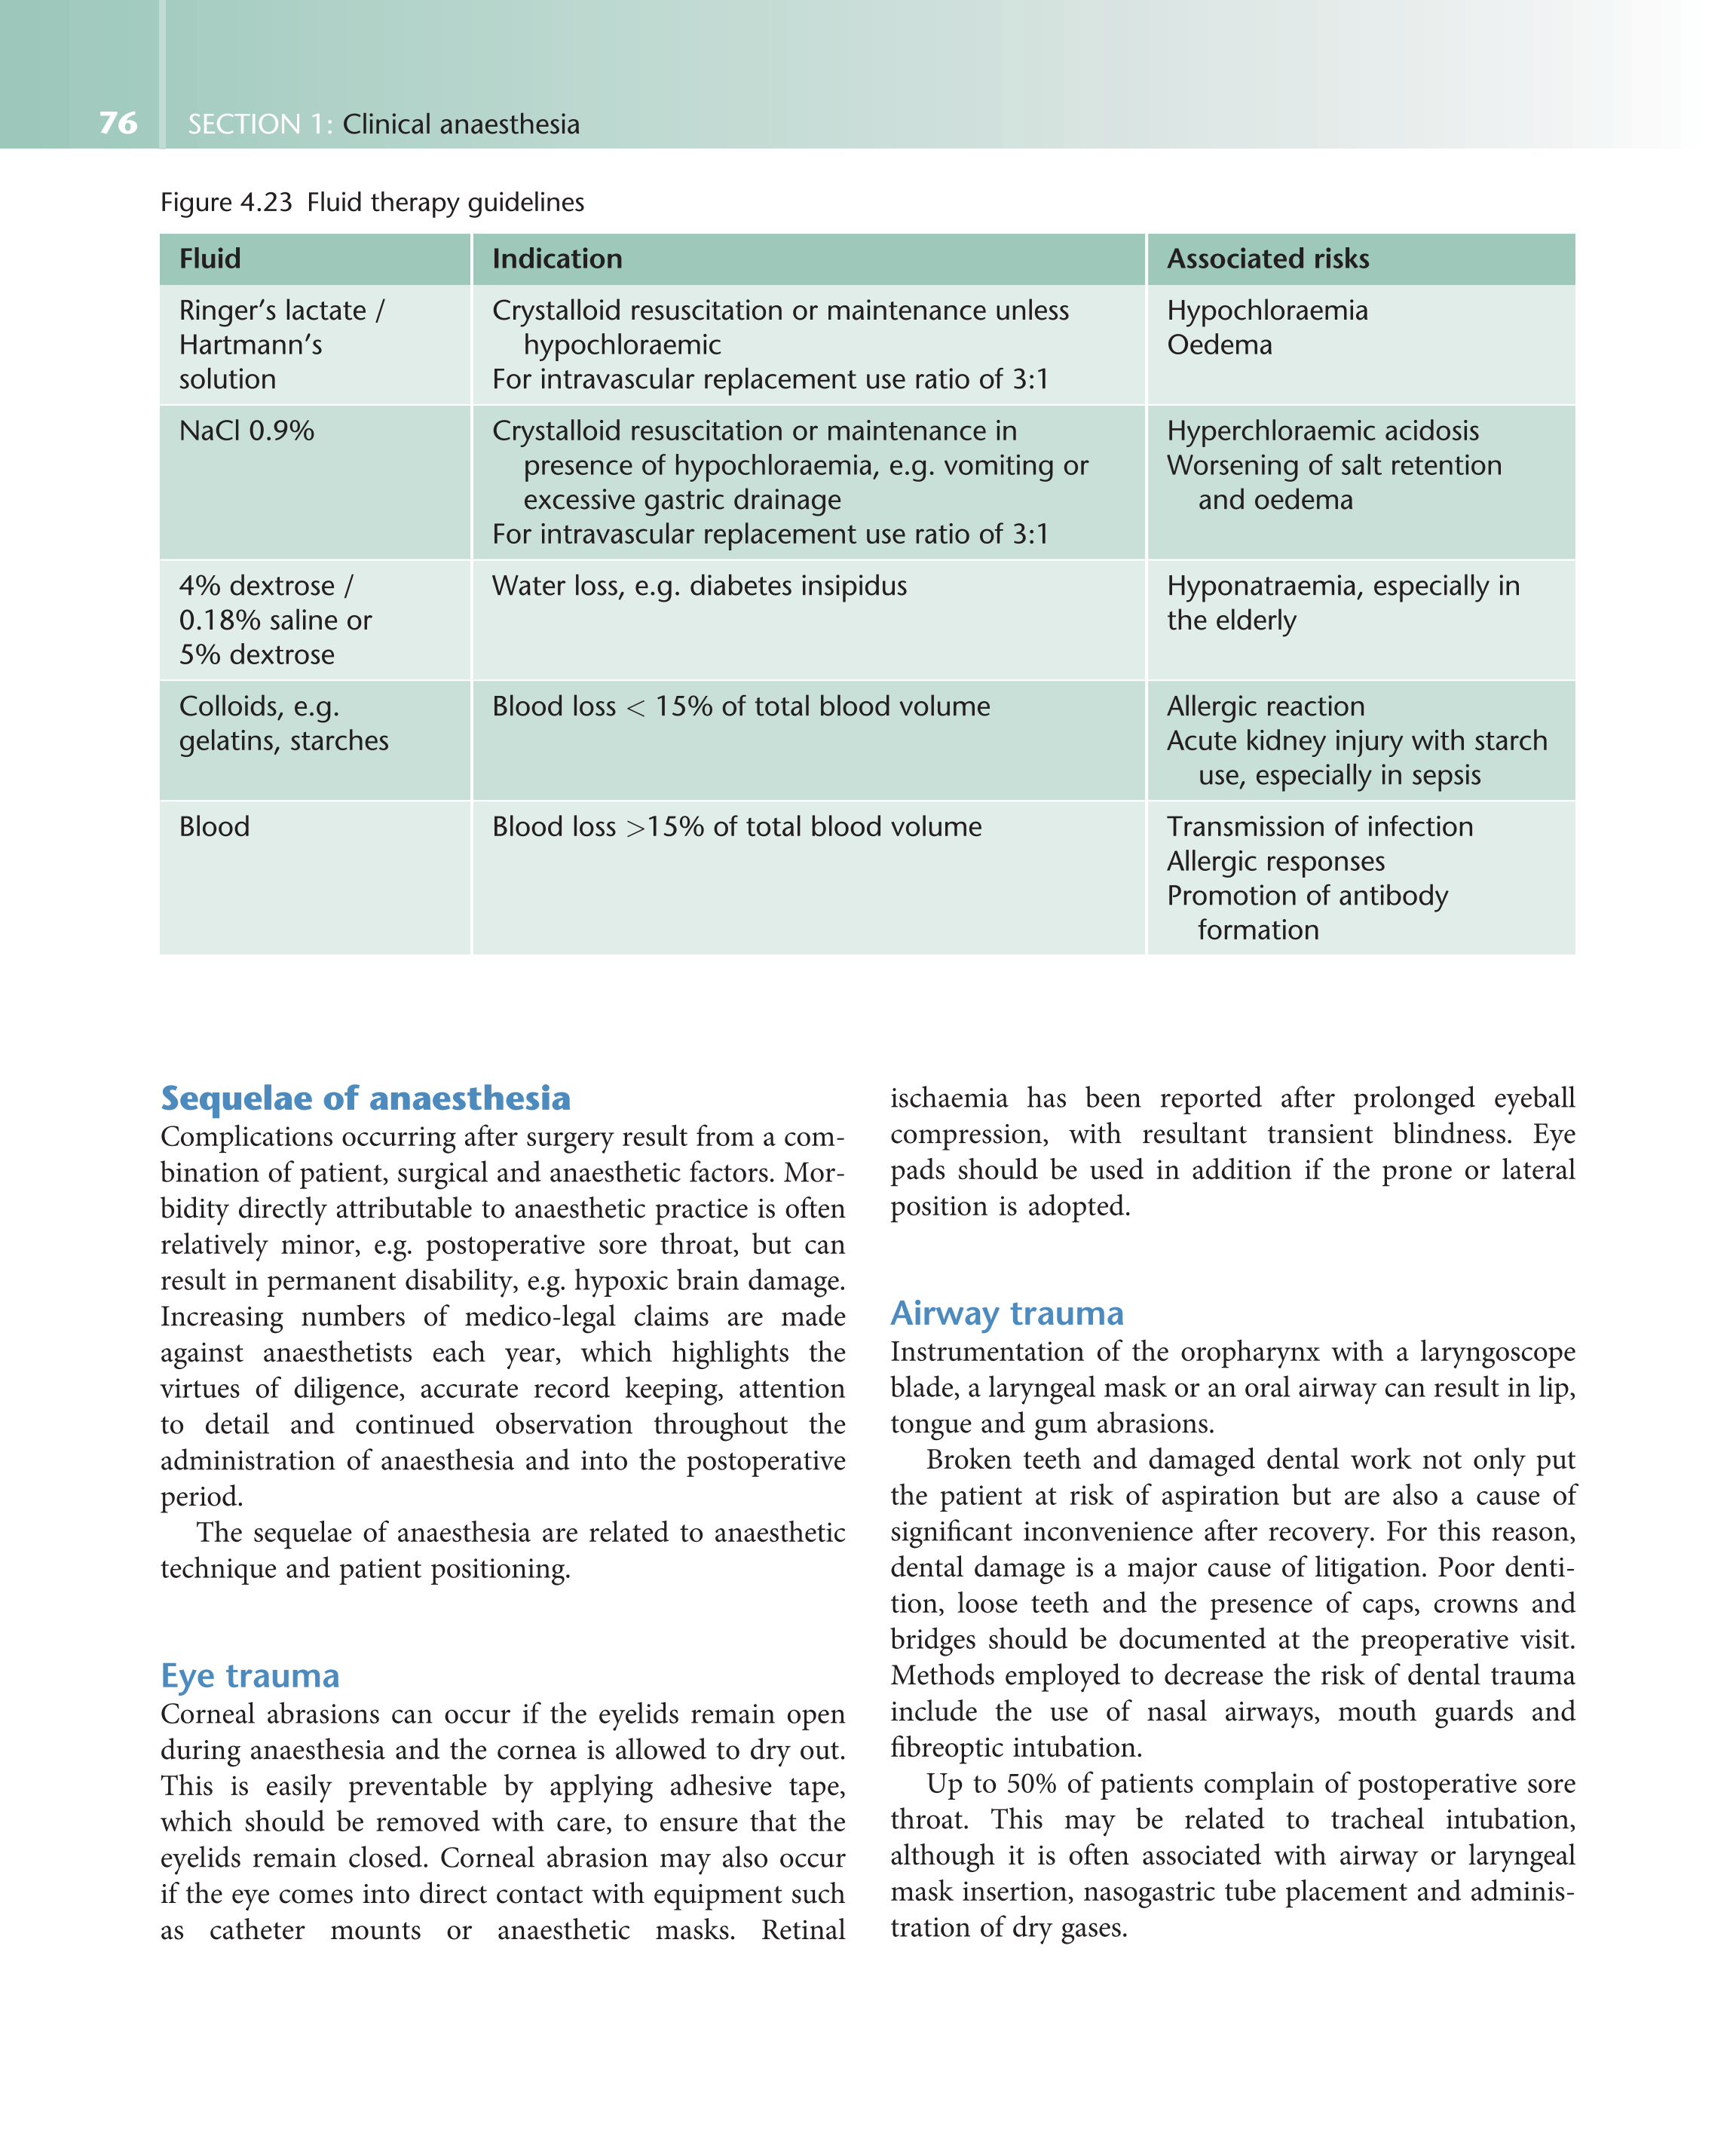 76
SECTION 1: Clinical anaesthesia
Figure 4.23 Fluid therapy guidelines
Fluid
Indication
Associated risks
Ringer’s lactate /
Hartmann’s
solution
Crystalloid resuscitation or maintenance unless
hypochloraemic
For intravascular replacement use ratio of 3:1
Hypochloraemia
Oedema
NaCl 0.9%
Crystalloid resuscitation or maintenance in
presence of hypochloraemia, e.g. vomiting or
excessive gastric drainage
For intravascular replacement use ratio of 3:1
Hyperchloraemic acidosis
Worsening of salt retention
and oedema
4% dextrose /
0.18% saline or
5% dextrose
Water loss, e.g. diabetes insipidus
Hyponatraemia, especially in
the elderly
Colloids, e.g.
gelatins, starches
Blood loss < 15% of total blood volume
Allergic reaction
Acute kidney injury with starch
use, especially in sepsis
Blood
Blood loss >15% of total blood volume
Transmission of infection
Allergic responses
Promotion of antibody
formation
Sequelae of anaesthesia
Complications occurring after surgery result from a com-
bination of patient, surgical and anaesthetic factors. Mor-
bidity directly attributable to anaesthetic practice is often
relatively minor, e.g. postoperative sore throat, but can
result in permanent disability, e.g. hypoxic brain damage.
Increasing numbers of medico-legal claims are made
against anaesthetists each year, which highlights the
virtues of diligence, accurate record keeping, attention
to detail and continued observation throughout the
administration of anaesthesia and into the postoperative
period.
The sequelae of anaesthesia are related to anaesthetic
technique and patient positioning.
Eye trauma
Corneal abrasions can occur if the eyelids remain open
during anaesthesia and the cornea is allowed to dry out.
This is easily preventable by applying adhesive tape,
which should be removed with care, to ensure that the
eyelids remain closed. Corneal abrasion may also occur
if the eye comes into direct contact with equipment such
as catheter mounts or anaesthetic masks. Retinal
ischaemia has been reported after prolonged eyeball
compression, with resultant transient blindness. Eye
pads should be used in addition if the prone or lateral
position is adopted.
Airway trauma
Instrumentation of the oropharynx with a laryngoscope
blade, a laryngeal mask or an oral airway can result in lip,
tongue and gum abrasions.
Broken teeth and damaged dental work not only put
the patient at risk of aspiration but are also a cause of
significant inconvenience after recovery. For this reason,
dental damage is a major cause of litigation. Poor denti-
tion, loose teeth and the presence of caps, crowns and
bridges should be documented at the preoperative visit.
Methods employed to decrease the risk of dental trauma
include the use of nasal airways, mouth guards and
fibreoptic intubation.
Up to 50% of patients complain of postoperative sore
throat. This may be related to tracheal intubation,
although it is often associated with airway or laryngeal
mask insertion, nasogastric tube placement and adminis-
tration of dry gases.